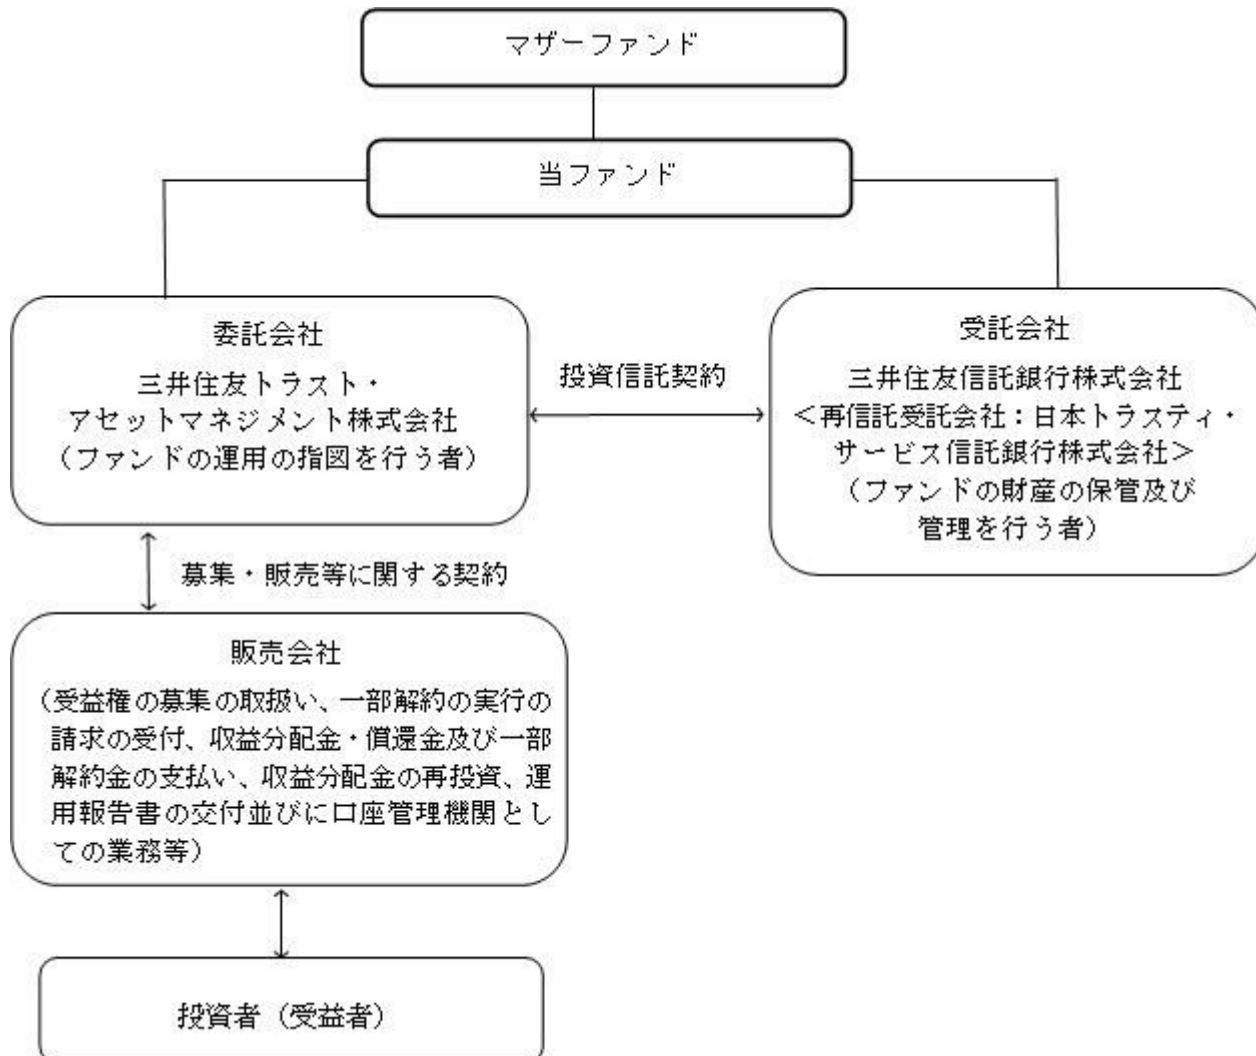 マザーファンド
当ファンド
委託会社
三井住友トラスト・
アセットマネジメント株式会社
（ファンドの運用の指図を行う者）
投資信託契約
受託会社
三井住友信託銀行株式会社
＜再信託受託会社：日本トラスティ・
サービス信託銀行株式会社＞
（ファンドの財産の保管及び
管理を行う者）
募集・販売等に関する契約
販売会社
（受益権の募集の取扱い、一部解約の実行の
請求の受付、収益分配金・償還金及び一部
解約金の支払い、収益分配金の再投資、運
用報告書の交付並びに口座管理機関とし
ての業務等）
投資者（受益者）